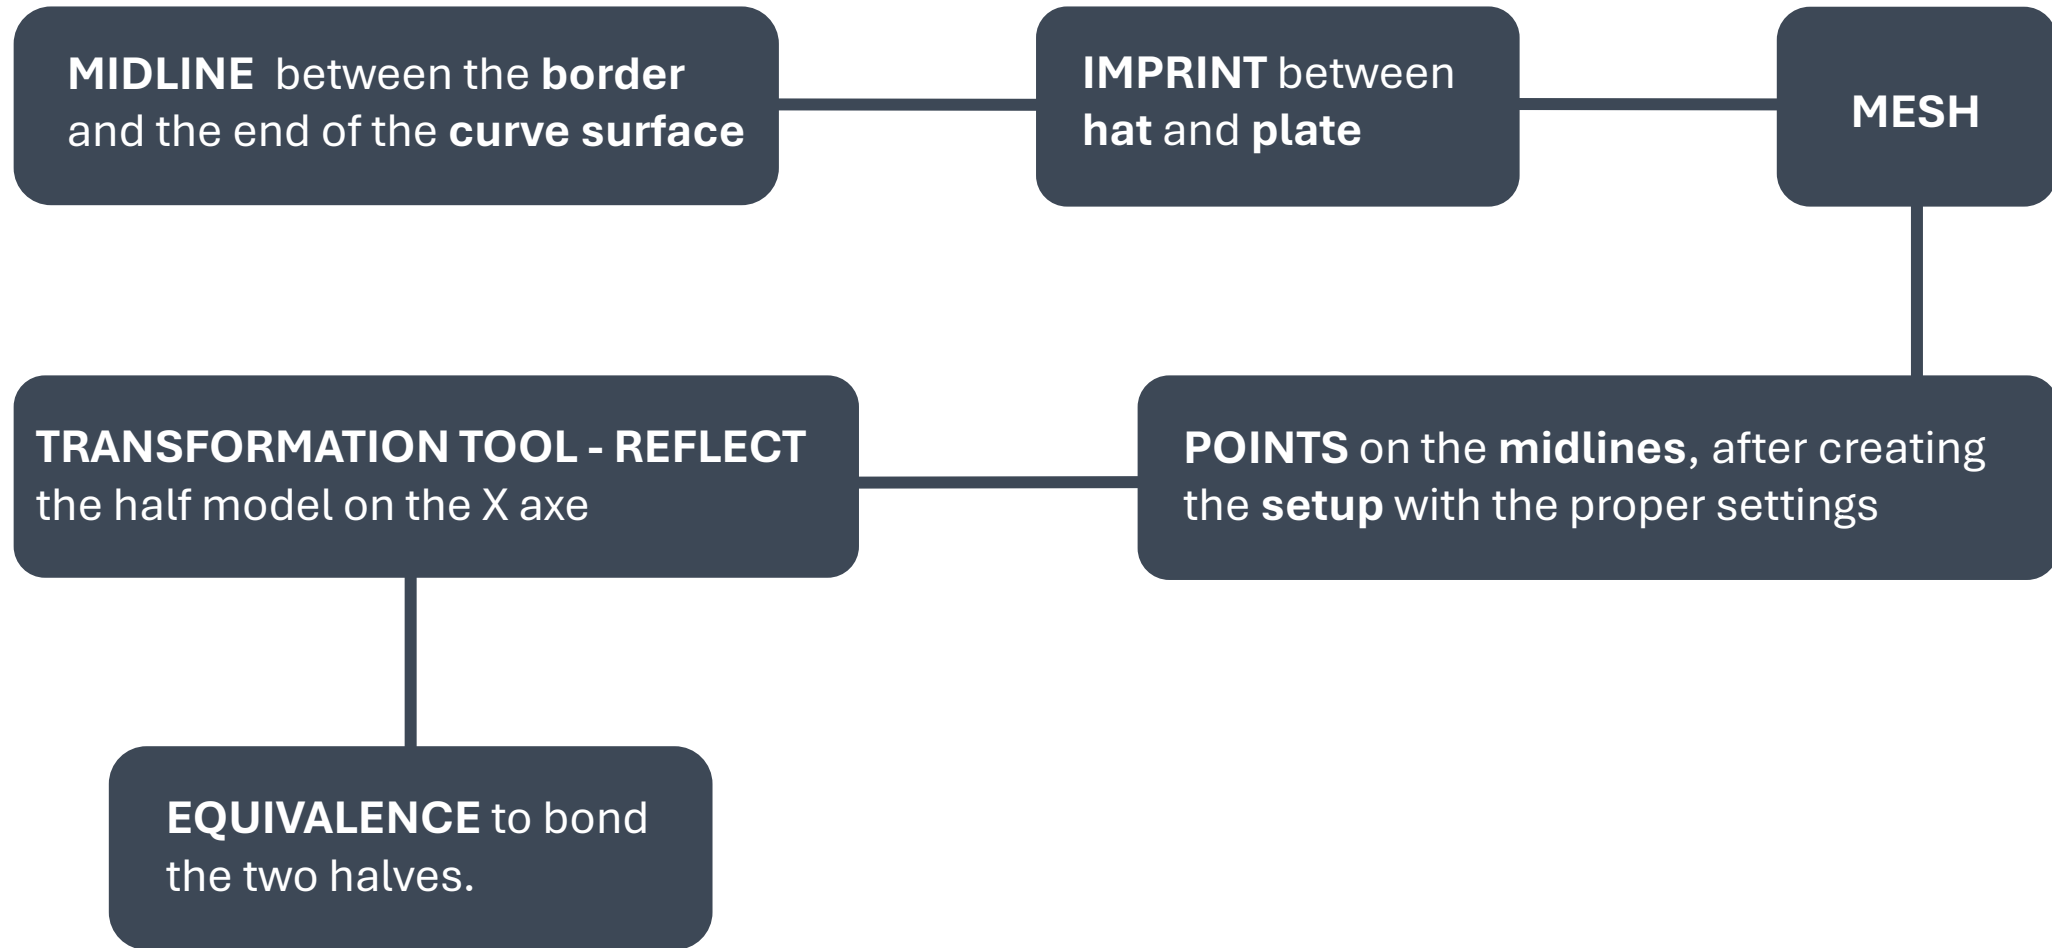 MIDLINE  between the border
and the end of the curve surface
IMPRINT between
hat and plate
MESH
POINTS on the midlines, after creating
the setup with the proper settings
TRANSFORMATION TOOL - REFLECT
the half model on the X axe
EQUIVALENCE to bond
the two halves.